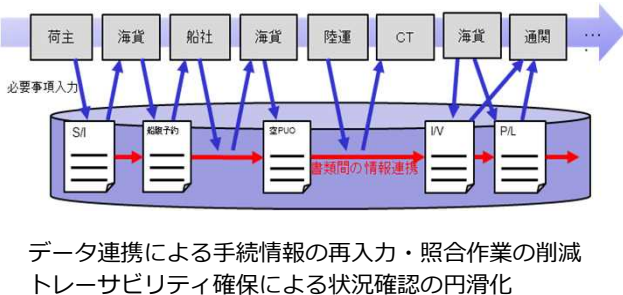 荷主 海貨 船社 海貨 陸運 CT 海貨 通関 ・・・
必要事項入力
S/I 船腹予約 空PUO I/V P/L
書類間の情報連携
データ連携による手続情報の再入力・照合作業の削減
トレーサビリティ確保による状況確認の円滑化